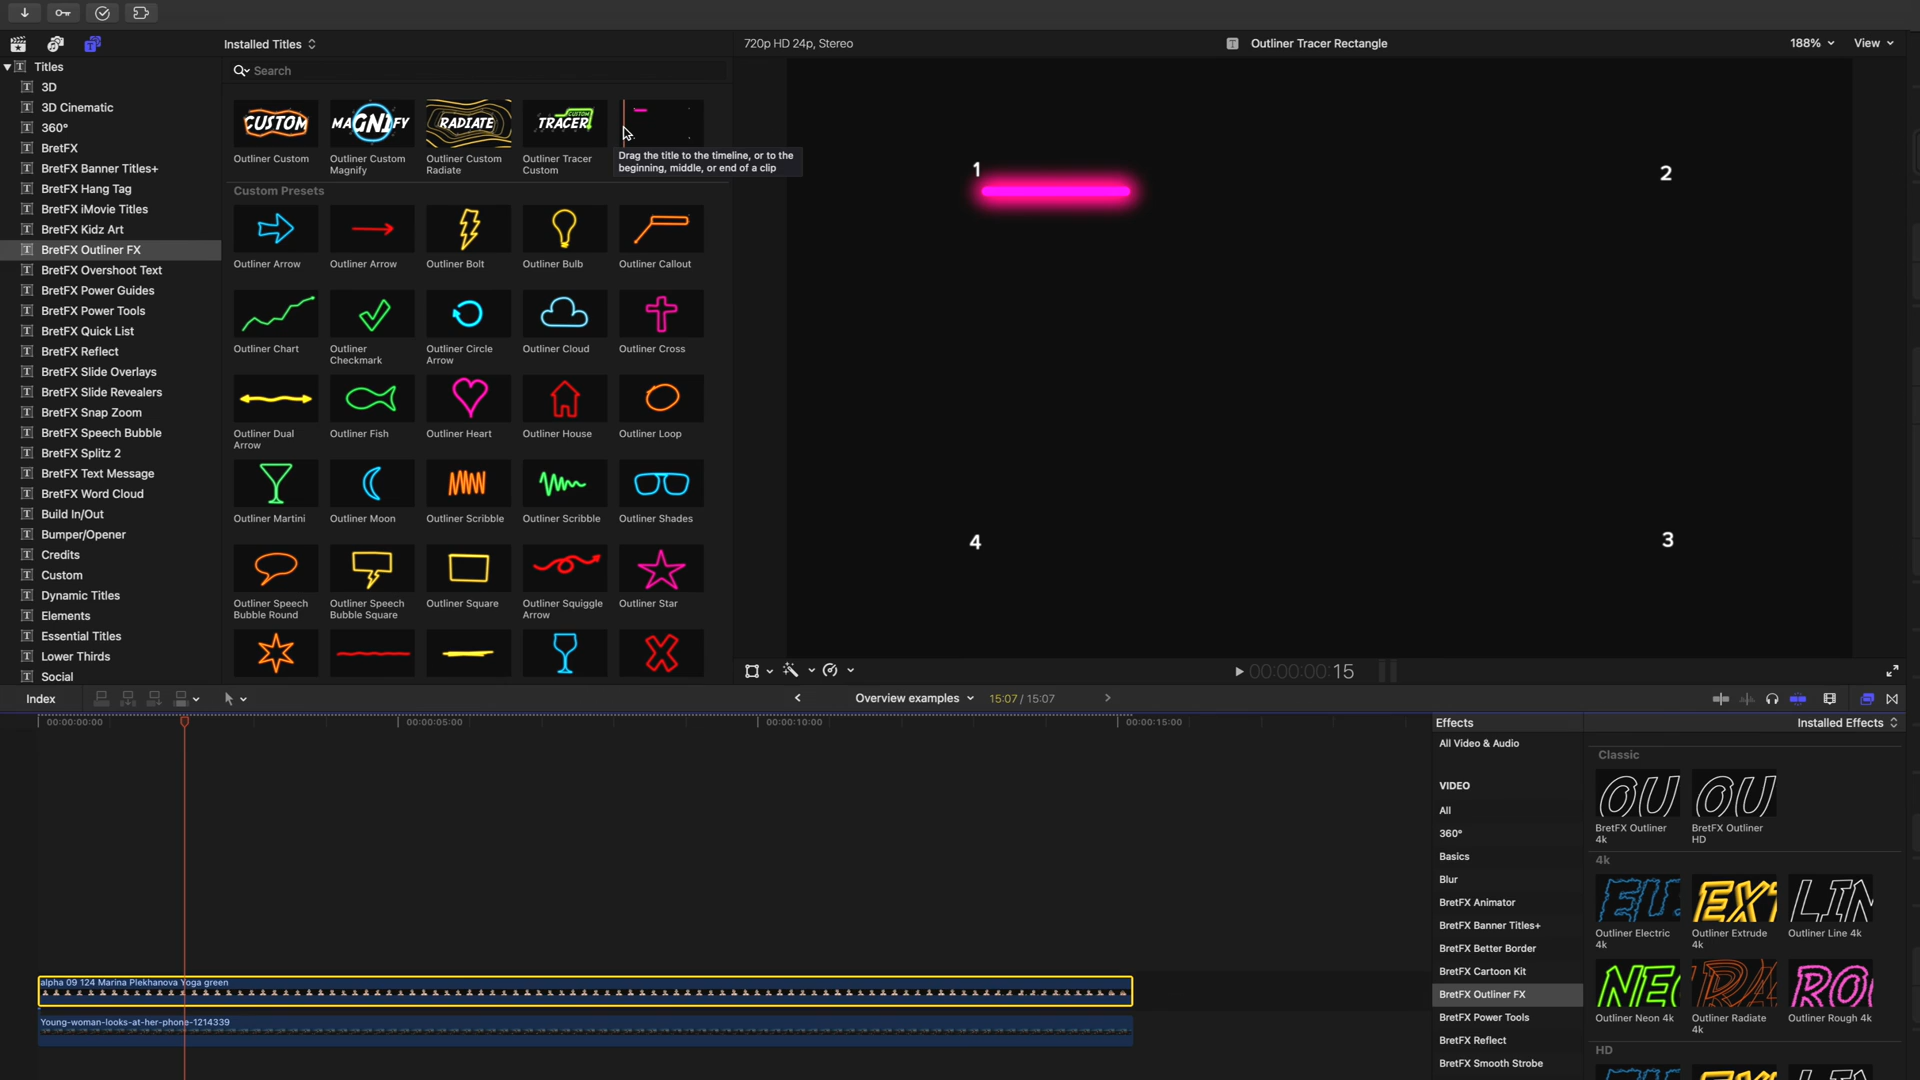 Installed Titles
720p HD 24p, Stereo
Outliner Tracer Rectangle
188%
View
Titles
3D
3D Cinematic
360°
BretFX
BretFX Banner Titles+
BretFX Hang Tag
BretFX iMovie Titles
BretFX Kidz Art
BretFX Outliner FX
BretFX Overshoot Text
BretFX Power Guides
BretFX Power Tools
BretFX Quick List
BretFX Reflect
BretFX Slide Overlays
BretFX Slide Revealers
BretFX Snap Zoom
BretFX Speech Bubble
BretFX Splitz 2
BretFX Text Message
BretFX Word Cloud
Build In/Out
Bumper/Opener
Credits
Custom
Dynamic Titles
Elements
Essential Titles
Lower Thirds
Social
Search
CUSTOM
MAGNIFY
RADIATE
CUSTOM
TRACER
Outliner Custom
Outliner Custom
Magnify
Outliner Custom
Radiate
Outliner Tracer
Custom
Drag the title to the timeline, or to the
beginning, middle, or end of a clip
Custom Presets
Outliner Arrow
Outliner Arrow
Outliner Bolt
Outliner Bulb
Outliner Callout
Outliner Chart
Outliner
Checkmark
Outliner Circle
Arrow
Outliner Cloud
Outliner Cross
Outliner Dual
Arrow
Outliner Fish
Outliner Heart
Outliner House
Outliner Loop
Outliner Martini
Outliner Moon
Outliner Scribble
Outliner Scribble
Outliner Shades
Outliner Speech
Bubble Round
Outliner Speech
Bubble Square
Outliner Square
Outliner Squiggle
Arrow
Outliner Star
1
2
4
3
00:00:00:15
Index
Overview examples
15:07 / 15:07
00:00:00:00
00:00:05:00
00:00:10:00
00:00:15:00
alpha 09 124 Marina Plekhanova Yoga green
Young-woman-looks-at-her-phone-1214339
Effects
Installed Effects
All Video & Audio
VIDEO
All
360°
Basics
Blur
BretFX Animator
BretFX Banner Titles+
BretFX Better Border
BretFX Cartoon Kit
BretFX Outliner FX
BretFX Power Tools
BretFX Reflect
BretFX Smooth Strobe
Classic
OU
OU
BretFX Outliner
4k
BretFX Outliner
HD
4k
EXT
LIN
Outliner Electric
4k
Outliner Extrude
4k
Outliner Line 4k
NE
RA
RO
Outliner Neon 4k
Outliner Radiate
4k
Outliner Rough 4k
HD